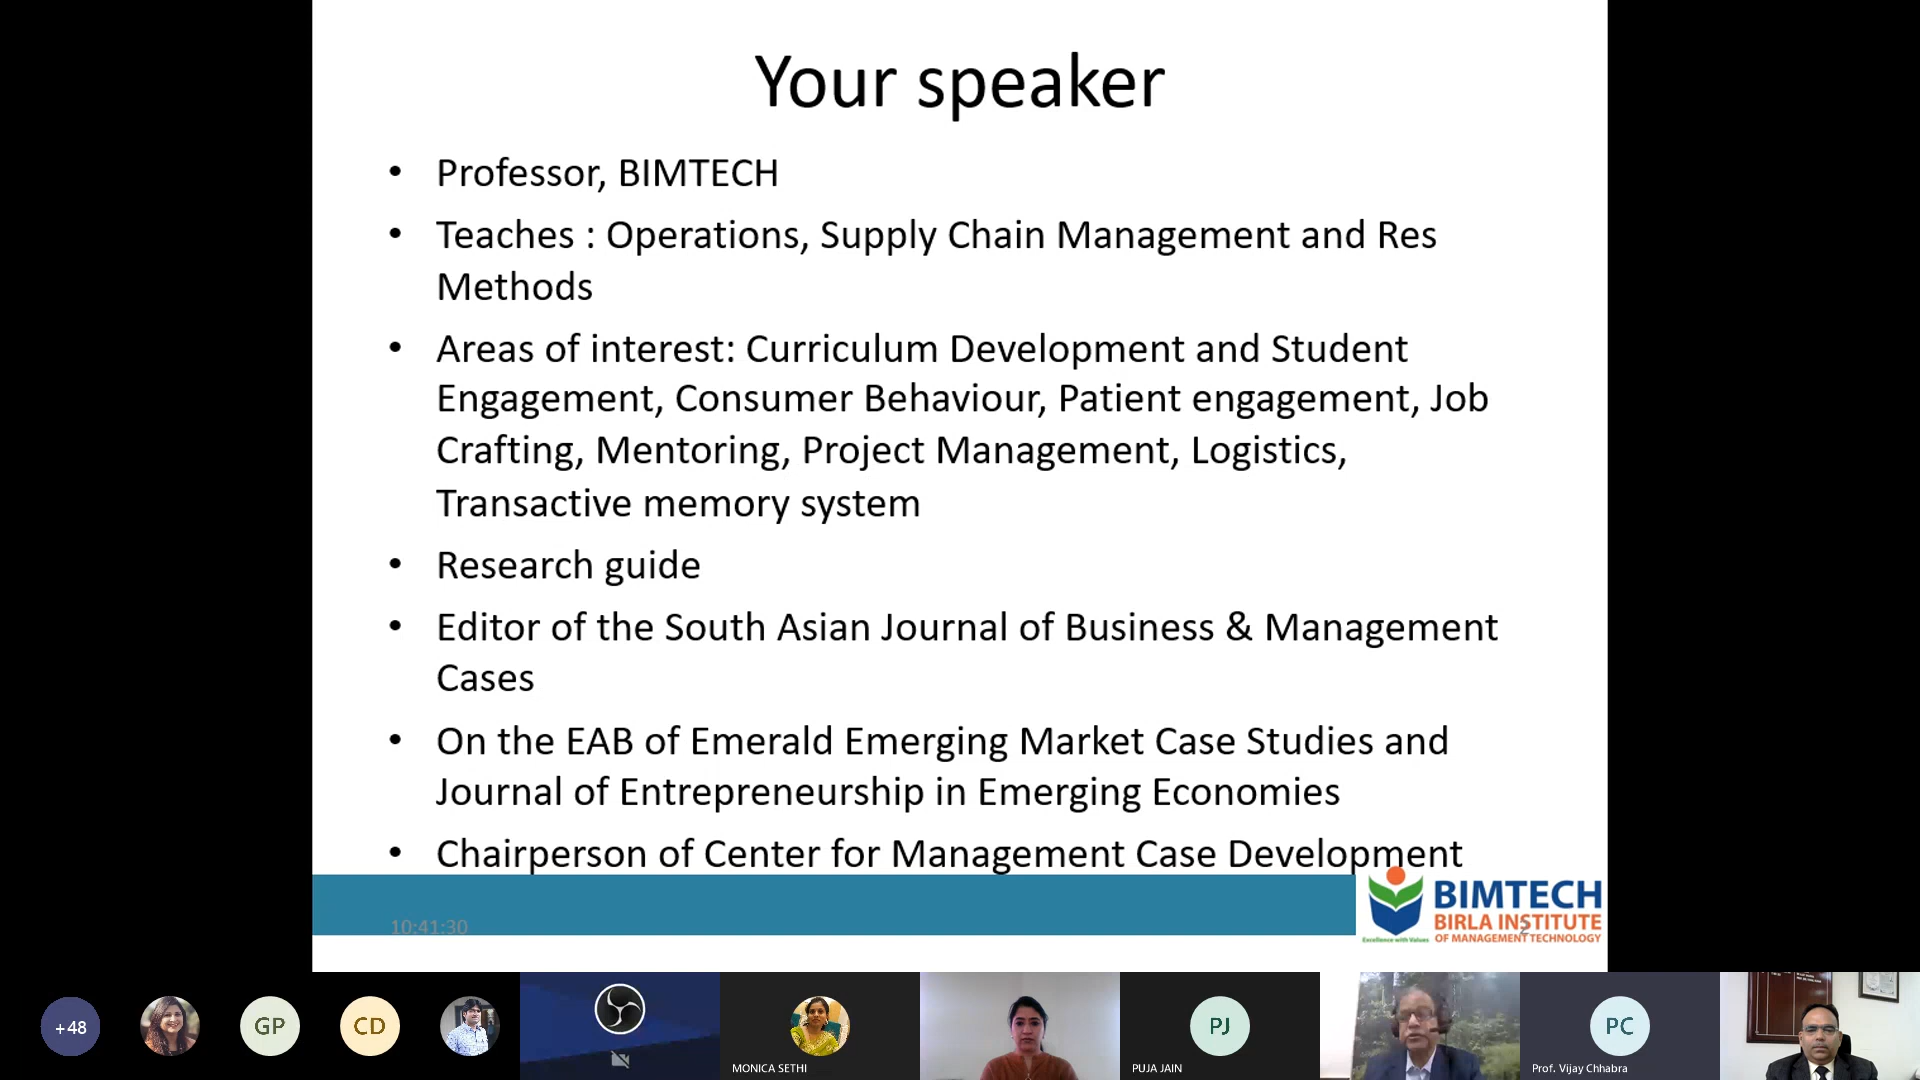 Your speaker
• Professor, BIMTECH
• Teaches : Operations, Supply Chain Management and Res
Methods
• Areas of interest: Curriculum Development and Student
Engagement, Consumer Behaviour, Patient engagement, Job
Crafting, Mentoring, Project Management, Logistics,
Transactive memory system
• Research guide
• Editor of the South Asian Journal of Business & Management
Cases
• On the EAB of Emerald Emerging Market Case Studies and
Journal of Entrepreneurship in Emerging Economies
• Chairperson of Center for Management Case Development
10:41:30
2
BIMTECH
BIRLA INSTITUTE
OF MANAGEMENT TECHNOLOGY
Excellence with Values
+48
GP
CD
MONICA SETHI
PJ
PUJA JAIN
PC
Prof. Vijay Chhabra